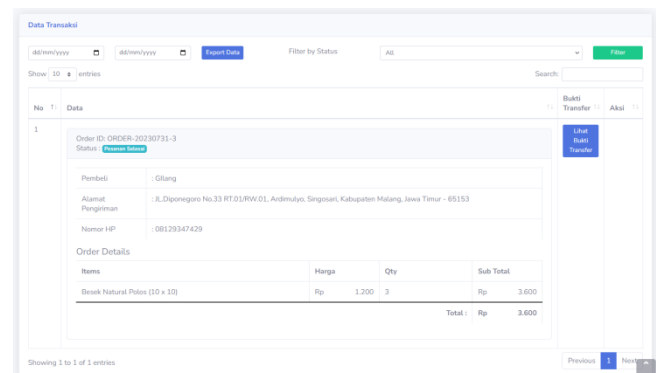 Data Transaksi
dd/mm/yyyy dd/mm/yyyy Export Data Filter by Status All Filter
Show 10 entries Search:
No Data Bukti Transfer Aksi
1
Order ID: ORDER-20230731-3
Status : Pesanan Selesai
Lihat Bukti Transfer
Pembeli : Gilang
Alamat Pengiriman : JL.Diponegoro No.33 RT.01/RW.01, Ardimulyo, Singosari, Kabupaten Malang, Jawa Timur - 65153
Nomor HP : 08129347429
Order Details
Items Harga Qty Sub Total
Besek Natural Polos (10 x 10) Rp 1.200 3 Rp 3.600
Total : Rp 3.600
Showing 1 to 1 of 1 entries Previous 1 Next